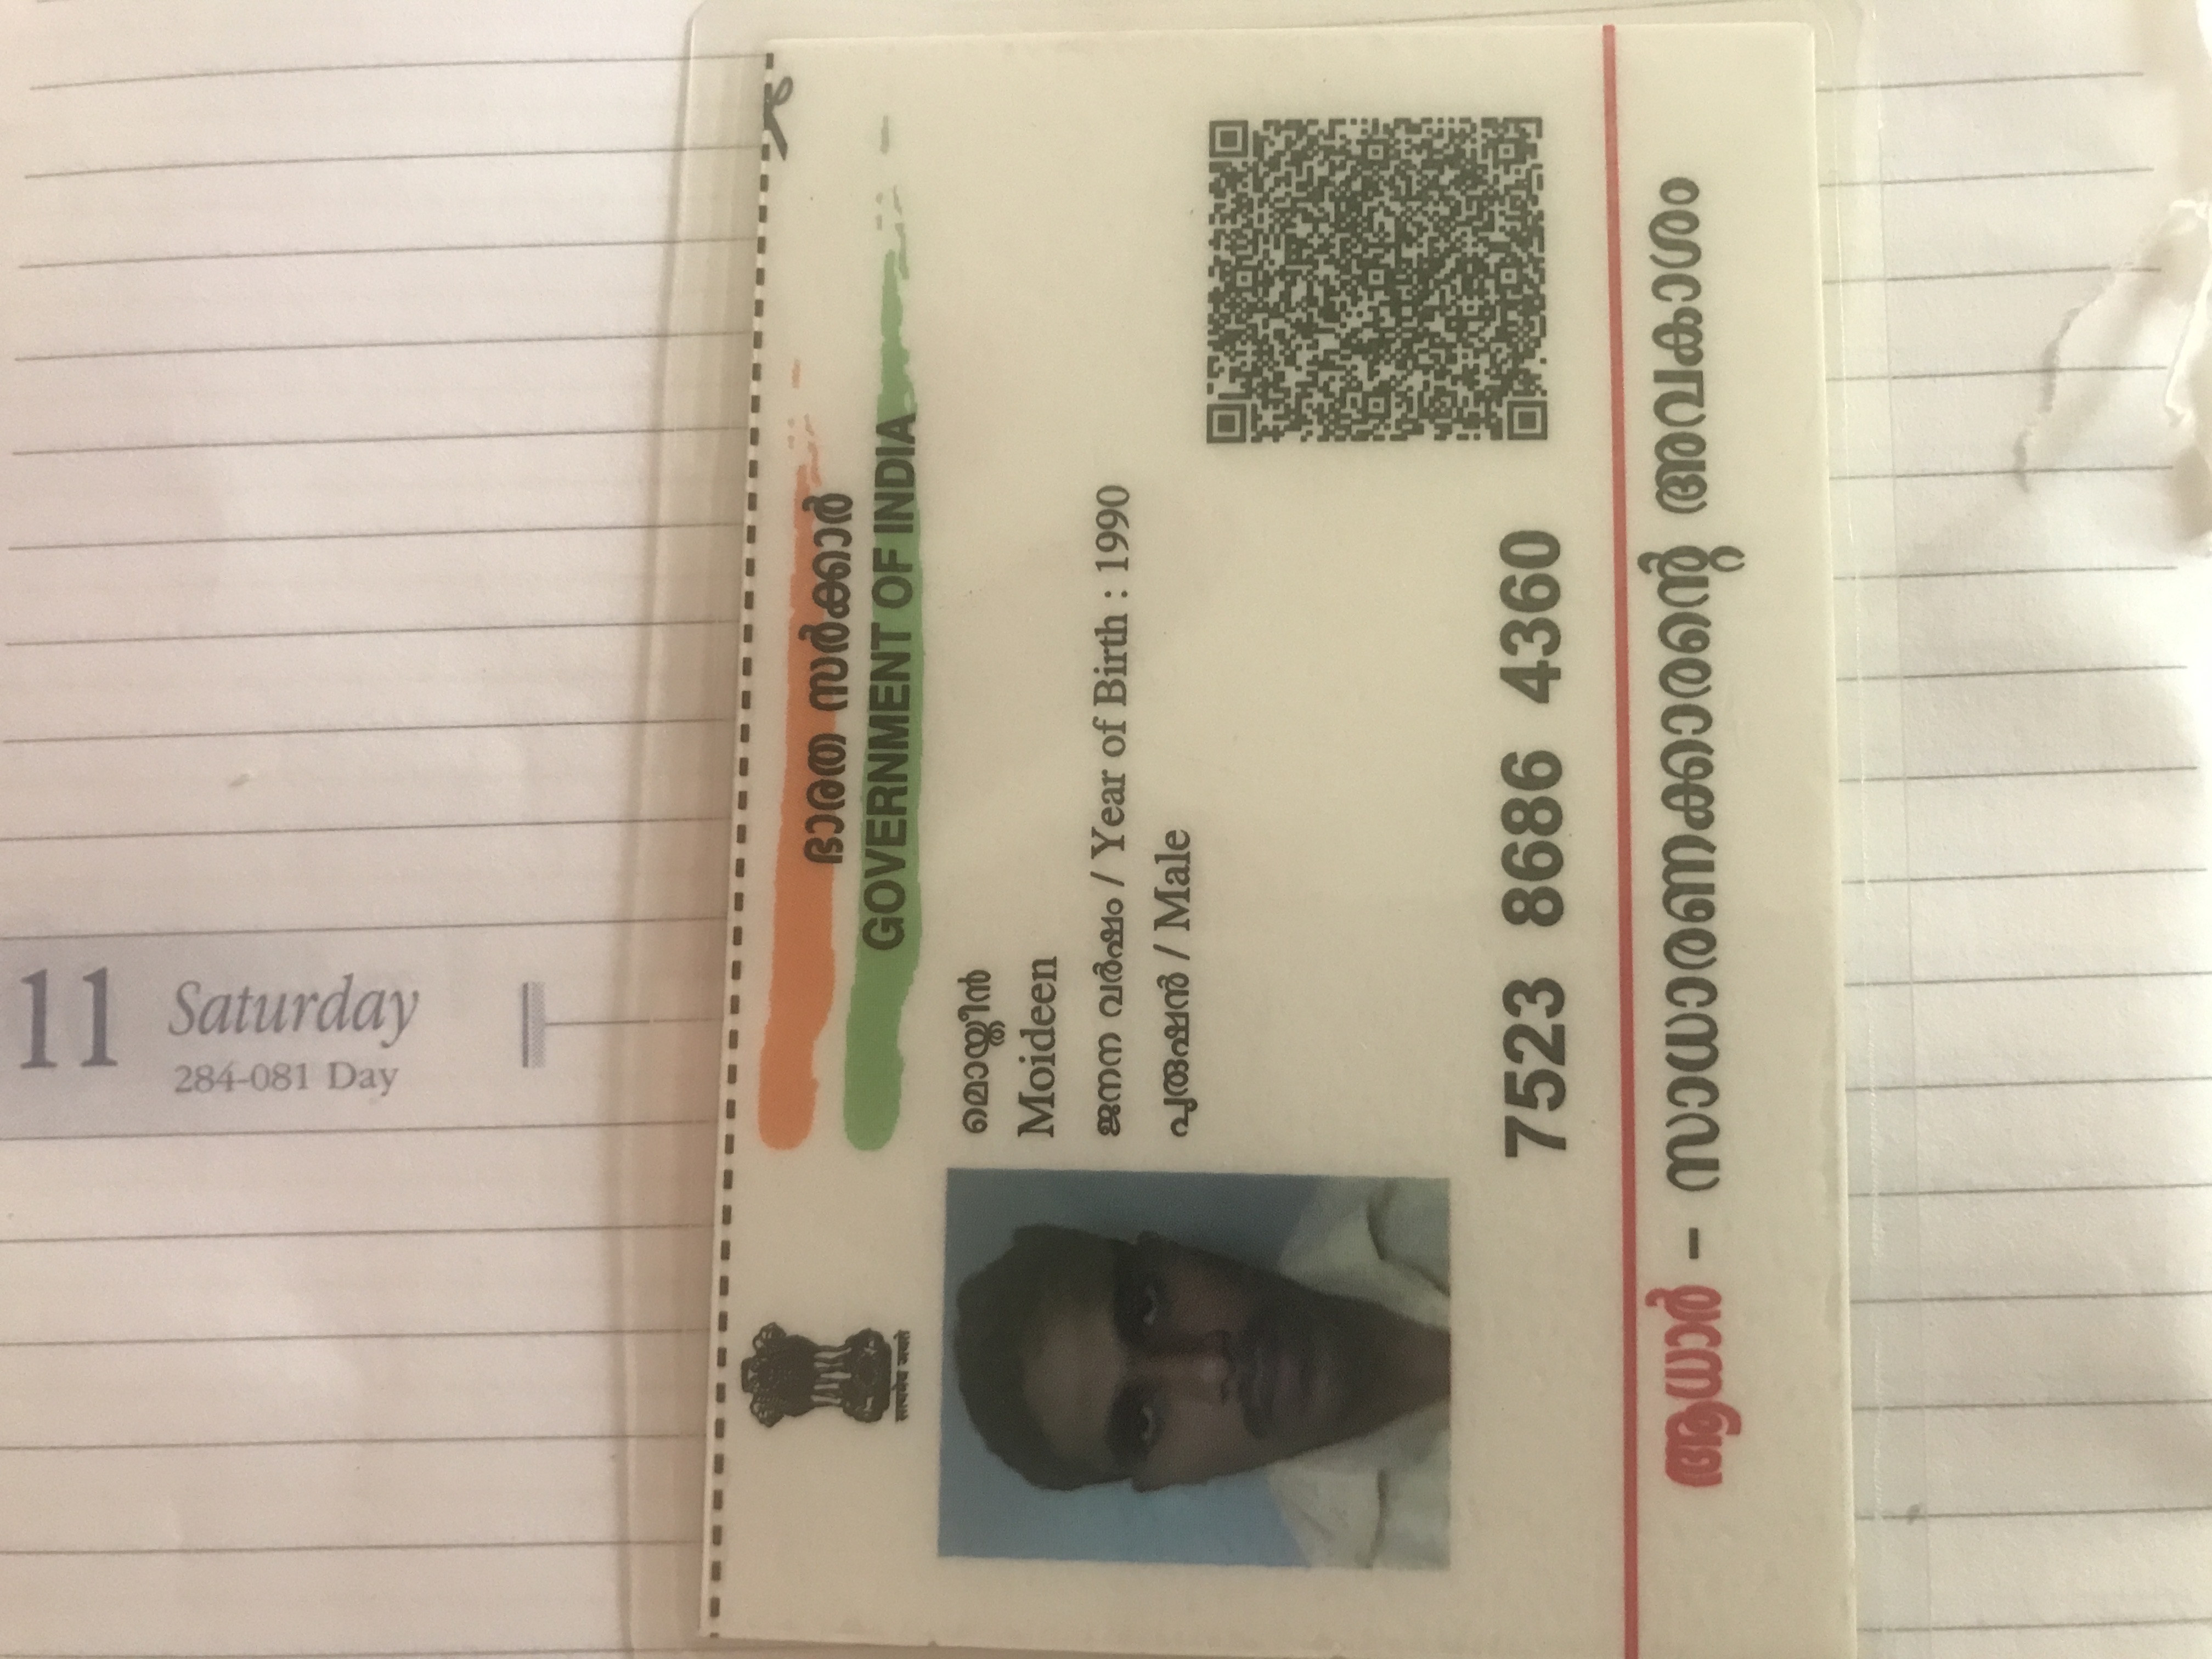 11 Saturday
284-081 Day
सत्यमेव जयते
ഭാരത സർക്കാർ
GOVERNMENT OF INDIA
മൊയ്തീൻ
Moideen
ജനന വർഷം / Year of Birth : 1990
പുരുഷൻ / Male
7523 8686 4360
ആധാർ - സാധാരണക്കാരന്റെ അവകാശം